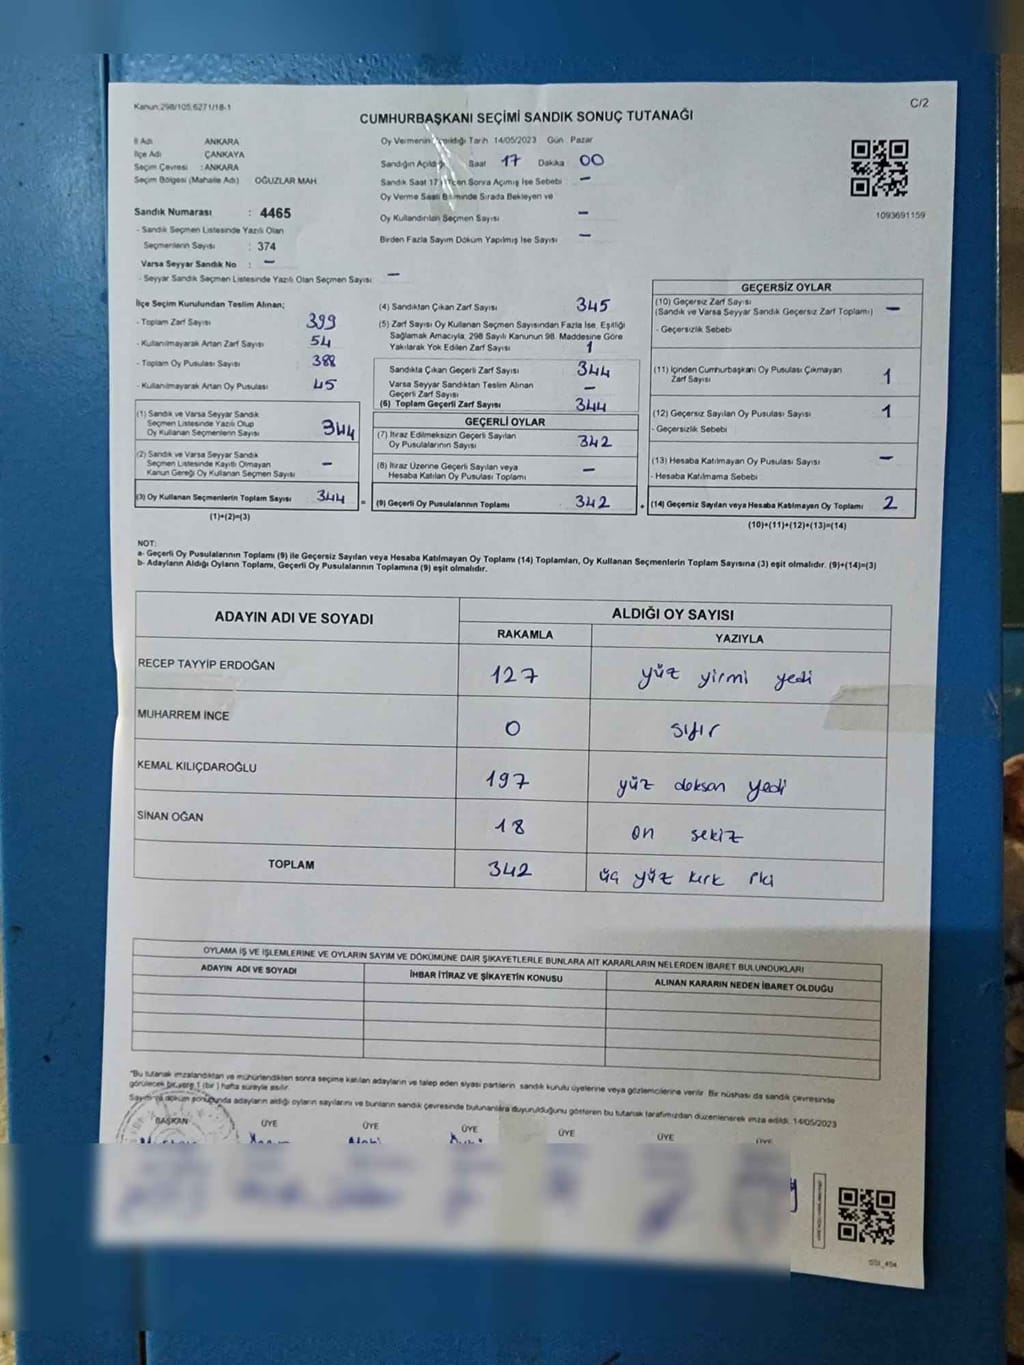 Kanun:298/105,6271/18-1
C/2
CUMHURBAŞKANI SEÇİMİ SANDIK SONUÇ TUTANAĞI
İl Adı ANKARA
İlçe Adı ÇANKAYA
Seçim Çevresi : ANKARA
Seçim Bölgesi (Mahalle Adı) OĞUZLAR MAH.
Sandık Numarası : 4465
- Sandık Seçmen Listesinde Yazılı Olan
Seçmenlerin Sayısı : 374
Varsa Seyyar Sandık No : -
- Seyyar Sandık Seçmen Listesinde Yazılı Olan Seçmen Sayısı : -
Oy Vermenin Tarih 14/05/2023 Gün Pazar
Sandığın Açıldığı Saat 17 Dakika 00
Sandık Saat 17 Sonra Açımış İse Sebebi -
Oy Verme Saati Bitiminde Sırada Bekleyen ve
Oy Kullandırılan Seçmen Sayısı -
Birden Fazla Sayım Döküm Yapılmış İse Sayısı -
1093691159
İlçe Seçim Kurulundan Teslim Alınan;
- Toplam Zarf Sayısı 399
- Kullanılmayarak Artan Zarf Sayısı 54
- Toplam Oy Pusulası Sayısı 388
- Kullanılmayarak Artan Oy Pusulası 45
(1) Sandık ve Varsa Seyyar Sandık
Seçmen Listesinde Yazılı Olup
Oy Kullanan Seçmenlerin Sayısı 344
(2) Sandık ve Varsa Seyyar Sandık
Seçmen Listesinde Kayıtlı Olmayan
Kanun Gereği Oy Kullanan Seçmen Sayısı -
(3) Oy Kullanan Seçmenlerin Toplam Sayısı 344 =
(1)+(2)=(3)
(4) Sandıktan Çıkan Zarf Sayısı 345
(5) Zarf Sayısı Oy Kullanan Seçmen Sayısından Fazla İse, Eşitliği
Sağlamak Amacıyla, 298 Sayılı Kanunun 98. Maddesine Göre
Yakılarak Yok Edilen Zarf Sayısı 1
Sandıkta Çıkan Geçerli Zarf Sayısı 344
Varsa Seyyar Sandıktan Teslim Alınan
Geçerli Zarf Sayısı -
(6) Toplam Geçerli Zarf Sayısı 344
GEÇERLİ OYLAR
(7) İtiraz Edilmeksizin Geçerli Sayılan
Oy Pusulalarının Sayısı 342
(8) İtiraz Üzerine Geçerli Sayılan veya
Hesaba Katılan Oy Pusulaları Toplamı -
(9) Geçerli Oy Pusulalarının Toplamı 342 +
GEÇERSİZ OYLAR
(10) Geçersiz Zarf Sayısı
(Sandık ve Varsa Seyyar Sandık Geçersiz Zarf Toplamı) -
- Geçersizlik Sebebi
(11) İçinden Cumhurbaşkanı Oy Pusulası Çıkmayan
Zarf Sayısı 1
(12) Geçersiz Sayılan Oy Pusulası Sayısı 1
- Geçersizlik Sebebi
(13) Hesaba Katılmayan Oy Pusulası Sayısı -
- Hesaba Katılmama Sebebi
(14) Geçersiz Sayılan veya Hesaba Katılmayan Oy Toplamı 2
(10)+(11)+(12)+(13)=(14)
NOT:
a- Geçerli Oy Pusulalarının Toplamı (9) ile Geçersiz Sayılan veya Hesaba Katılmayan Oy Toplamı (14) Toplamları, Oy Kullanan Seçmenlerin Toplam Sayısına (3) eşit olmalıdır. (9)+(14)=(3)
b- Adayların Aldığı Oyların Toplamı, Geçerli Oy Pusulalarının Toplamına (9) eşit olmalıdır.
ADAYIN ADI VE SOYADI ALDIĞI OY SAYISI
RAKAMLA YAZIYLA
RECEP TAYYİP ERDOĞAN 127 yüz yirmi yedi
MUHARREM İNCE 0 sıfır
KEMAL KILIÇDAROĞLU 197 yüz doksan yedi
SİNAN OĞAN 18 on sekiz
TOPLAM 342 üç yüz kırk iki
OYLAMA İŞ VE İŞLEMLERİNE VE OYLARIN SAYIM VE DÖKÜMÜNE DAİR ŞİKAYETLERLE BUNLARA AİT KARARLARIN NELERDEN İBARET BULUNDUKLARI
ADAYIN ADI VE SOYADI İHBAR İTİRAZ VE ŞİKAYETİN KONUSU ALINAN KARARIN NEDEN İBARET OLDUĞU
"Bu tutanak imzalandıktan ve mühürlendikten sonra seçime katılan adayların ve talep eden siyasi partilerin sandık kurulu üyelerine veya gözlemcilerine verilir. Bir nüshası da sandık çevresinde
görülecek bir yere 1 (bir ) hafta süreyle asılır.
Sayım ve döküm sonucunda adayların aldığı oyların sayılarını ve bunların sandık çevresinde bulunanlara duyurulduğunu gösteren bu tutanak tarafımızdan düzenlenerek imza edildi. 14/05/2023
BAŞKAN ÜYE ÜYE ÜYE ÜYE ÜYE ÜYE